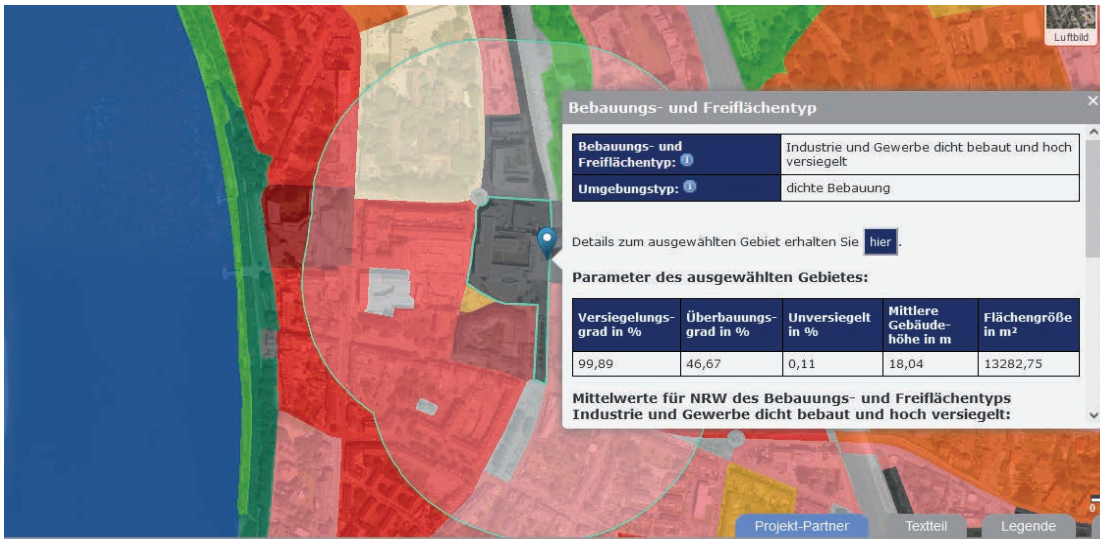 Luftbild
Bebauungs- und Freiflächentyp
Bebauungs- und
Freiflächentyp:
Industrie und Gewerbe dicht bebaut und hoch
versiegelt
Umgebungstyp:
dichte Bebauung
Details zum ausgewählten Gebiet erhalten Sie hier .
Parameter des ausgewählten Gebietes:
Versiegelungs-
grad in %
Überbauungs-
grad in %
Unversiegelt
in %
Mittlere
Gebäude-
höhe in m
Flächengröße
in m²
99,89
46,67
0,11
18,04
13282,75
Mittelwerte für NRW des Bebauungs- und Freiflächentyps
Industrie und Gewerbe dicht bebaut und hoch versiegelt:
0
Projekt-Partner
Textteil
Legende